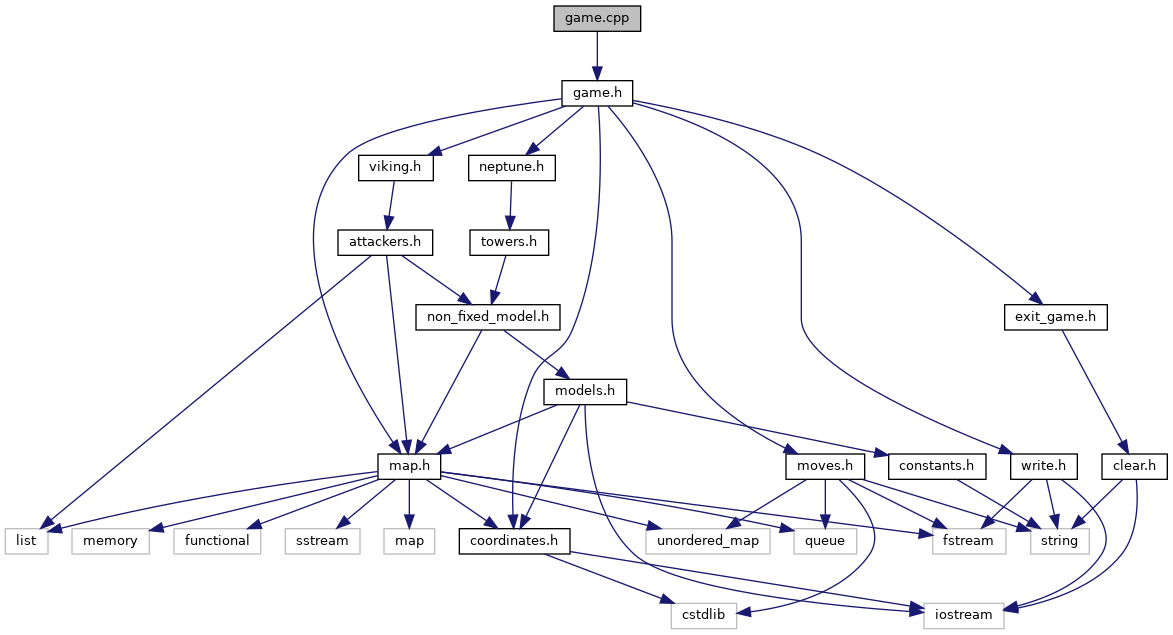 game.cpp
game.h
viking.h
neptune.h
attackers.h
towers.h
non_fixed_model.h
exit_game.h
models.h
map.h
moves.h
constants.h
write.h
clear.h
list
memory
functional
sstream
map
coordinates.h
unordered_map
queue
fstream
string
cstdlib
iostream